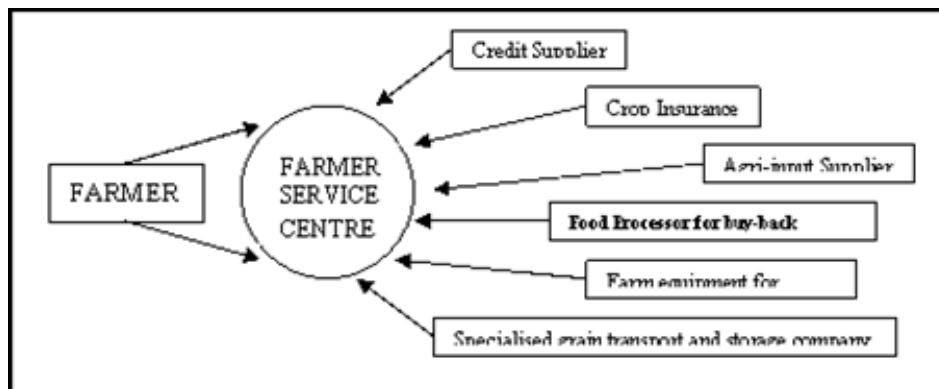 Credit Supplier
Crop Insurance
Agri-input Supplier
FARMER
FARMER
SERVICE
CENTRE
Food Processor for buy-back
Farm equipment for
Specialised grain transport and storage company